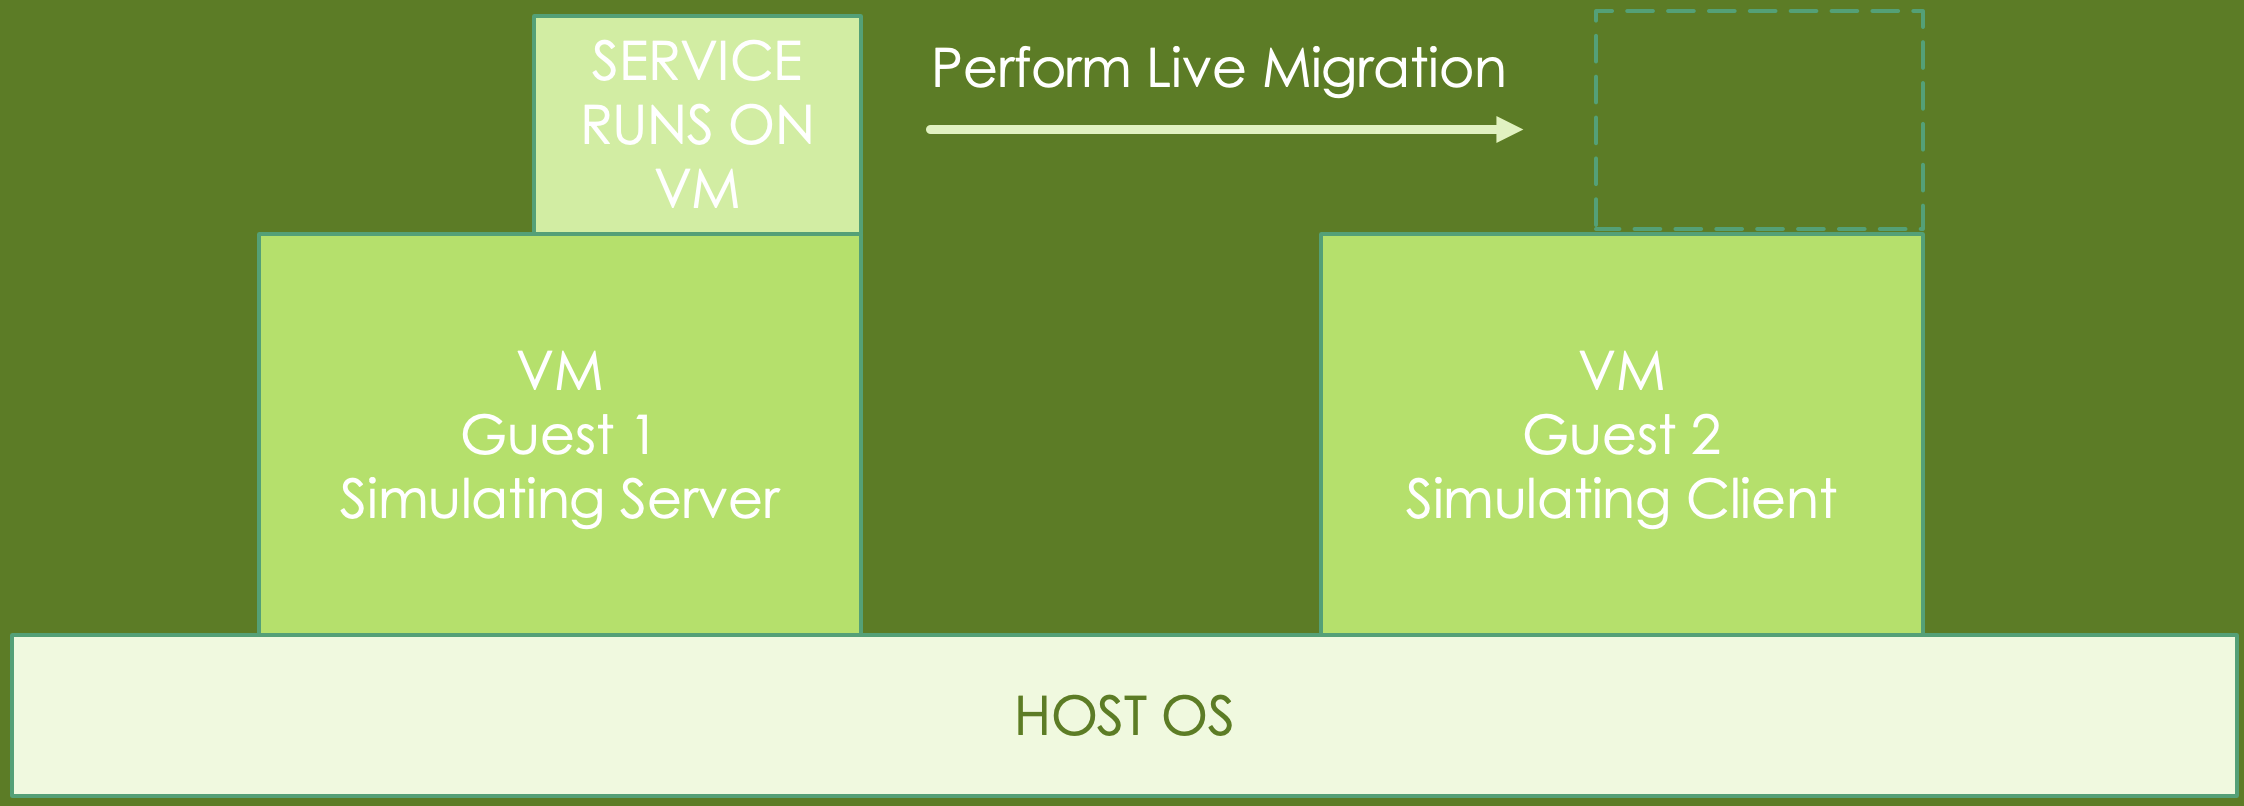 SERVICE
RUNS ON
VM
Perform Live Migration
VM
Guest 1
Simulating Server
VM
Guest 2
Simulating Client
HOST OS